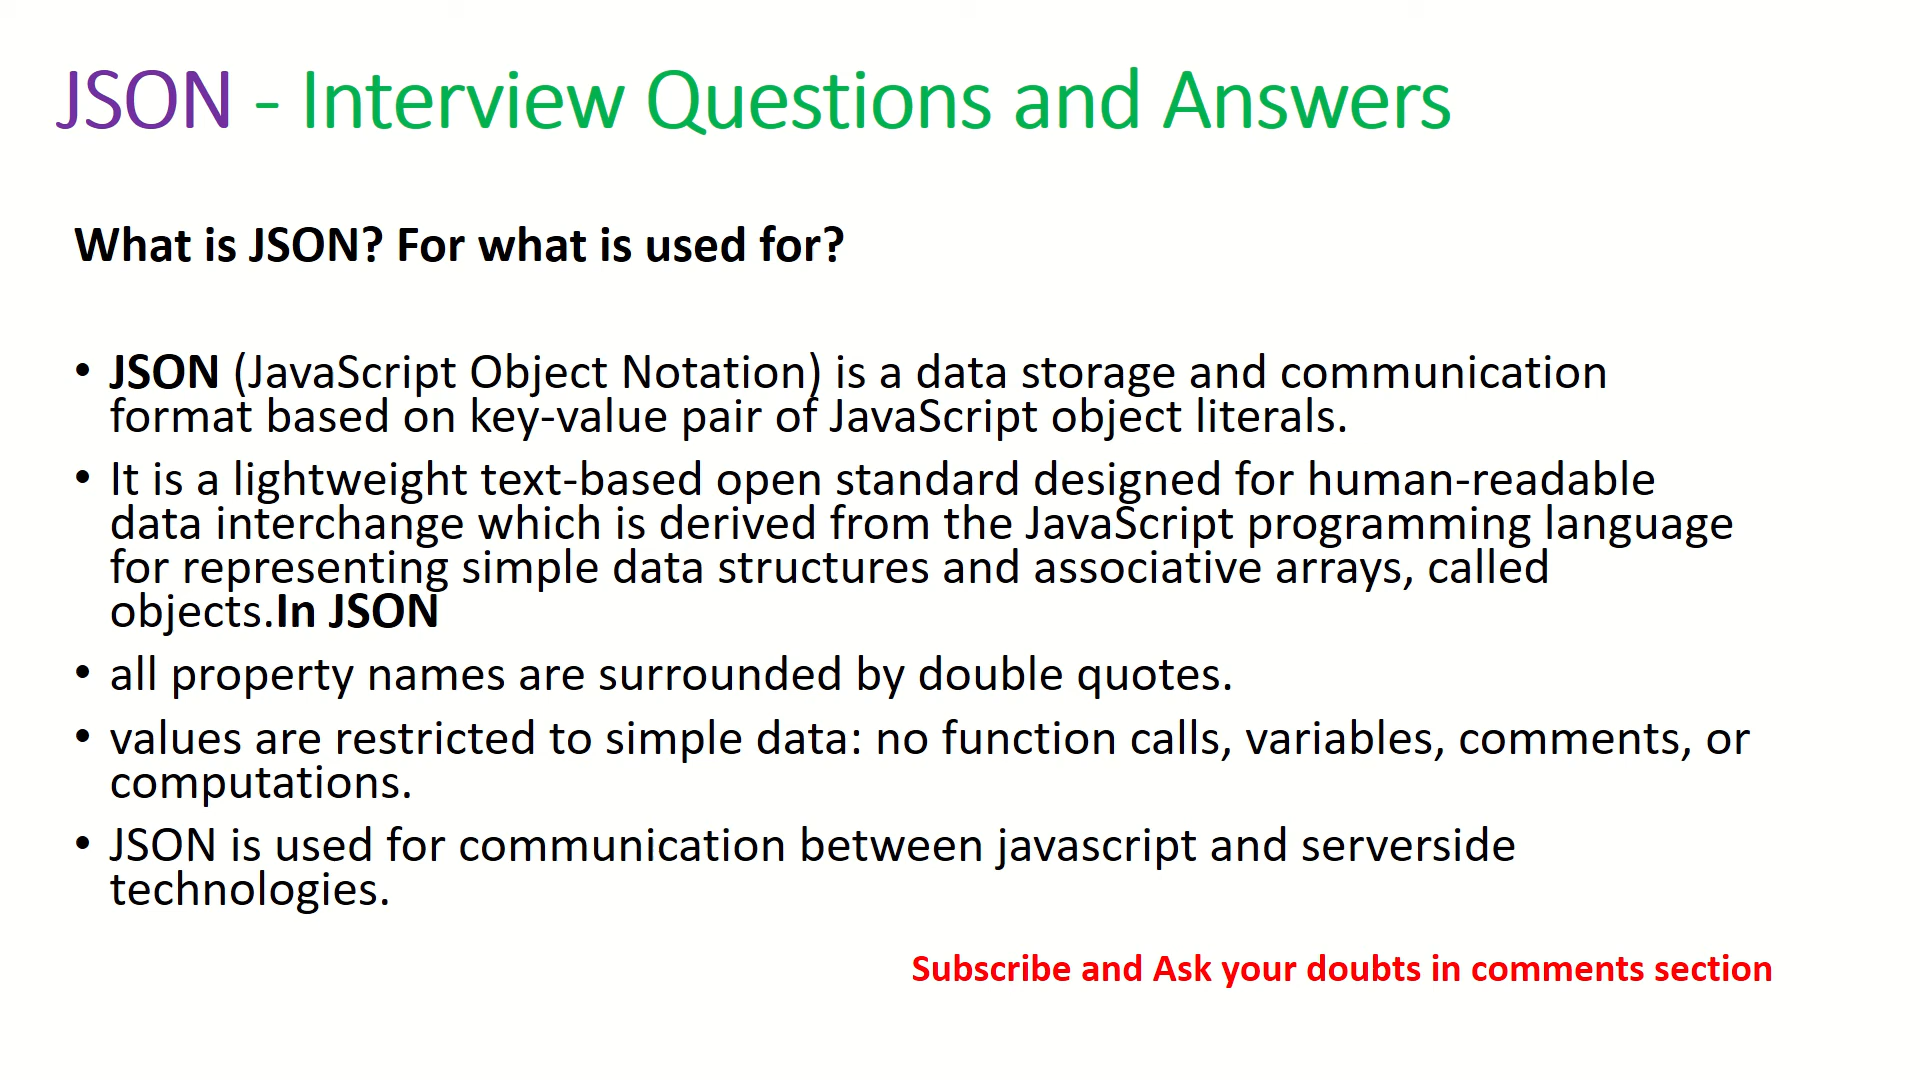 JSON - Interview Questions and Answers
What is JSON? For what is used for?
• JSON (JavaScript Object Notation) is a data storage and communication
format based on key-value pair of JavaScript object literals.
• It is a lightweight text-based open standard designed for human-readable
data interchange which is derived from the JavaScript programming language
for representing simple data structures and associative arrays, called
objects.In JSON
• all property names are surrounded by double quotes.
• values are restricted to simple data: no function calls, variables, comments, or
computations.
• JSON is used for communication between javascript and serverside
technologies.
Subscribe and Ask your doubts in comments section